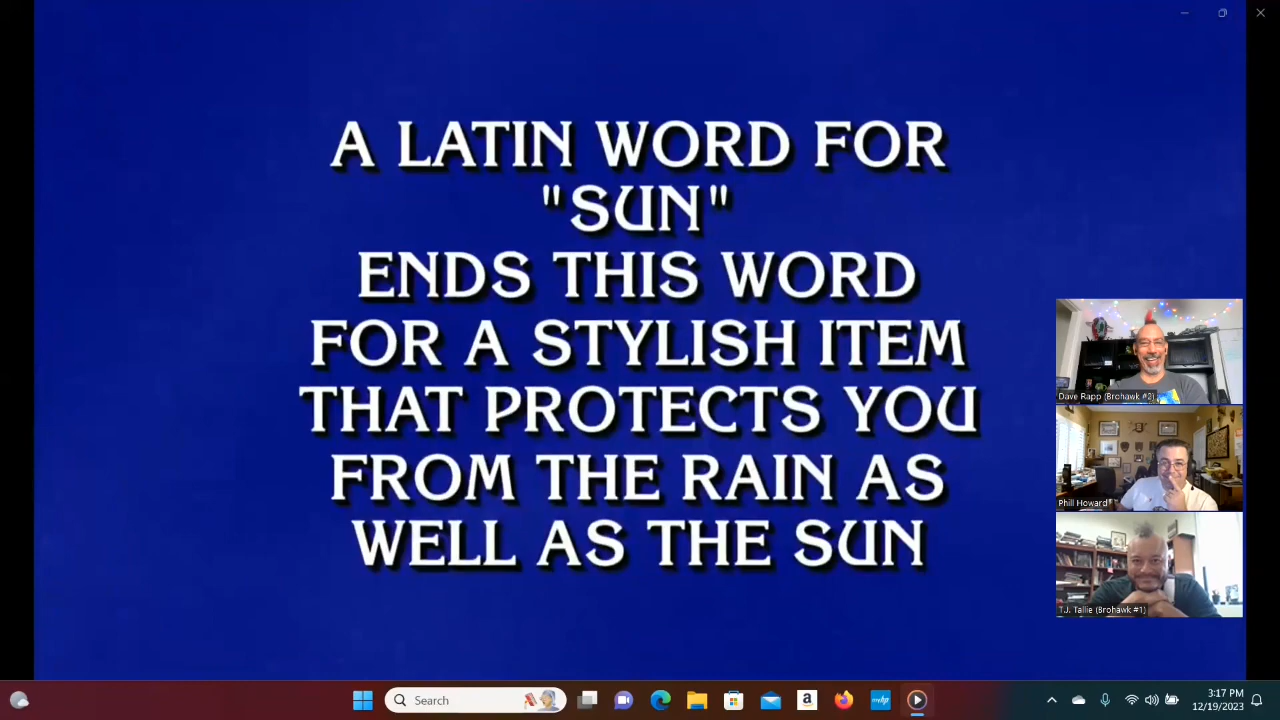 A LATIN WORD FOR
"SUN"
ENDS THIS WORD
FOR A STYLISH ITEM
THAT PROTECTS YOU
FROM THE RAIN AS
WELL AS THE SUN
Dave Rapp (Brohawk #2)
Phill Howard
T.J. Tallie (Brohawk #1)
Search
a
myhp
3:17 PM
12/19/2023